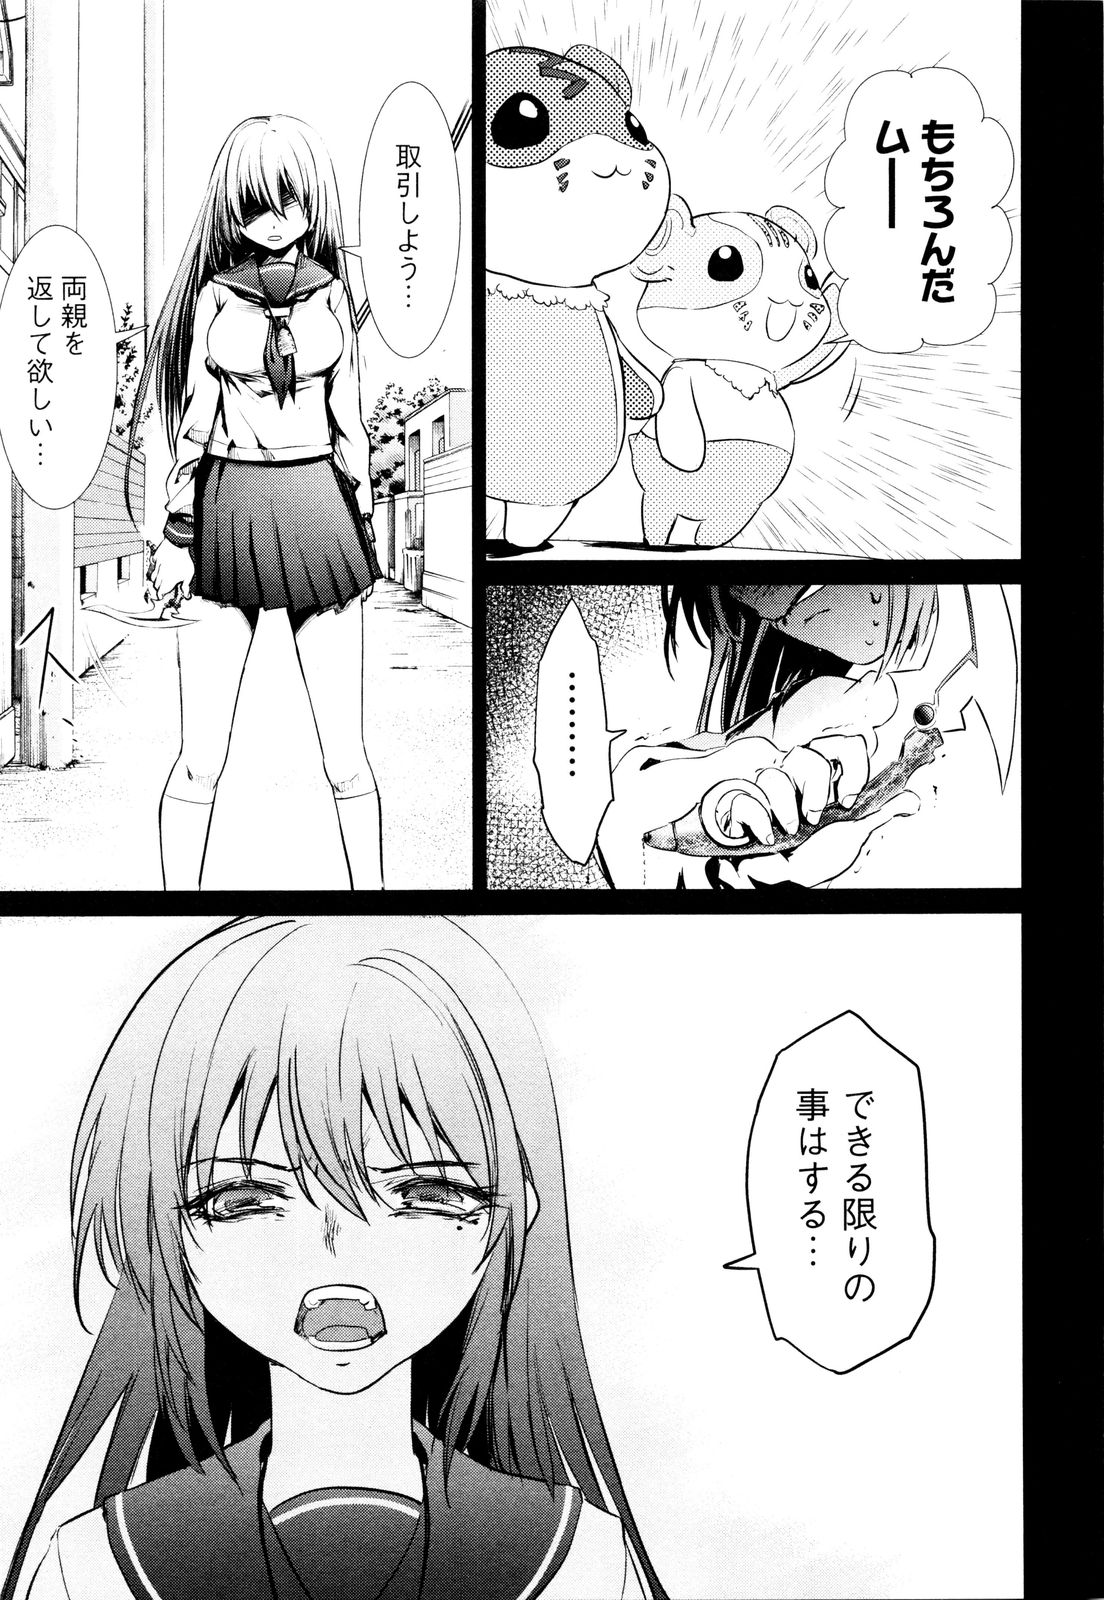 もちろんだ
ムー
………
取引しよう…
両親を
返して欲しい…
できる限りの
事はする…